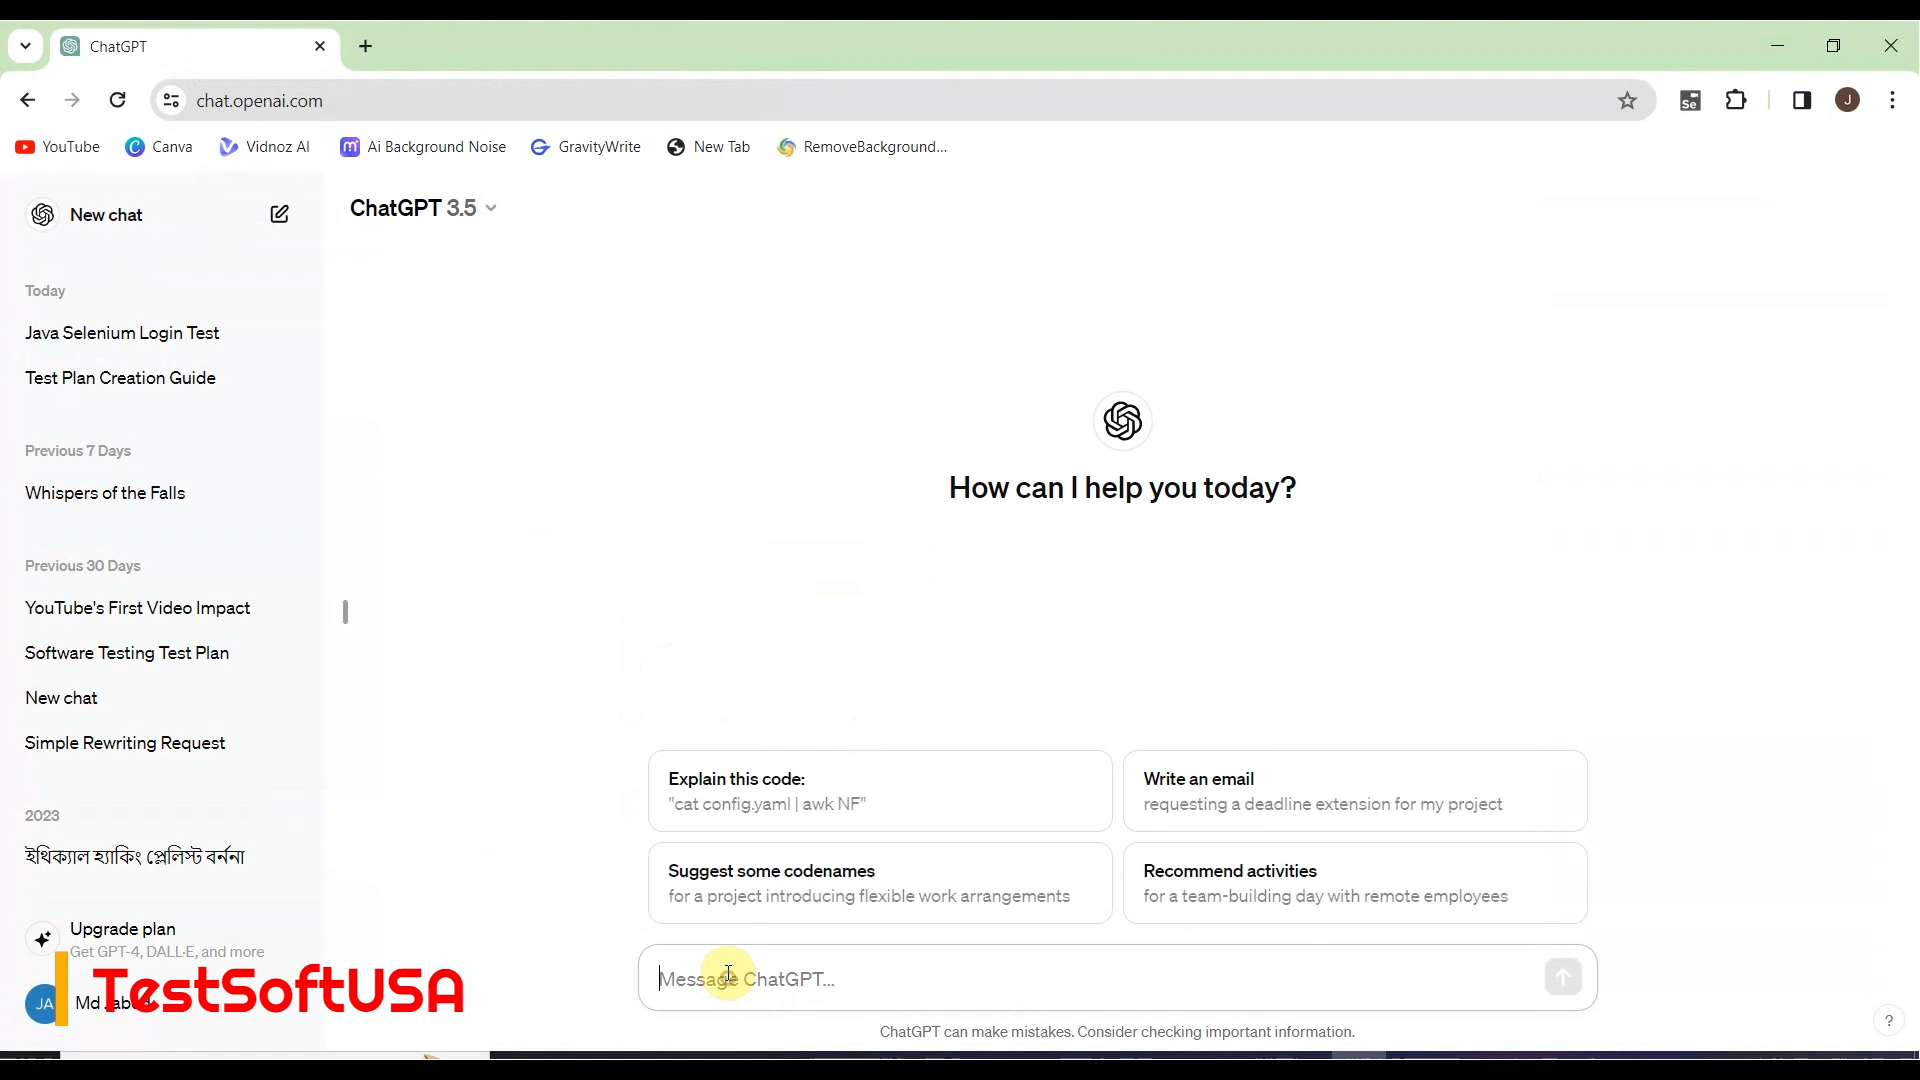 ChatGPT
chat.openai.com
Se
J
YouTube
Canva
Vidnoz AI
m
Ai Background Noise
GravityWrite
New Tab
RemoveBackground...
New chat
ChatGPT 3.5
Today
Java Selenium Login Test
Test Plan Creation Guide
Previous 7 Days
Whispers of the Falls
Previous 30 Days
YouTube's First Video Impact
Software Testing Test Plan
New chat
Simple Rewriting Request
2023
ইথিক্যাল হ্যাকিং প্লেলিস্ট বর্ননা
Upgrade plan
Get GPT-4, DALL·E, and more
JA
Md
TestSoftUSA
How can I help you today?
Explain this code:
"cat config.yaml | awk NF"
Write an email
requesting a deadline extension for my project
Suggest some codenames
for a project introducing flexible work arrangements
Recommend activities
for a team-building day with remote employees
Message ChatGPT...
ChatGPT can make mistakes. Consider checking important information.
?